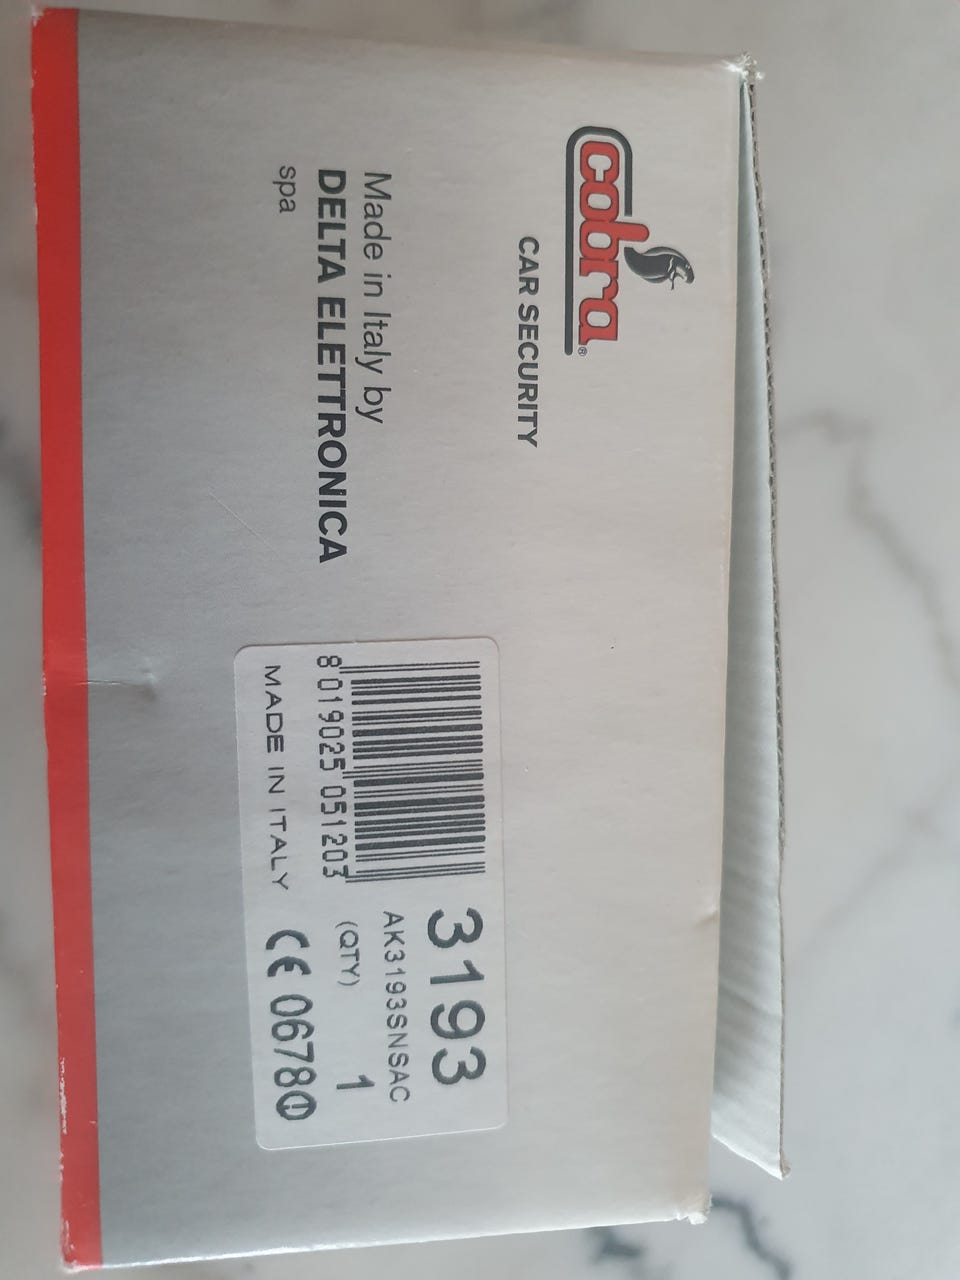 cobra®
CAR SECURITY
Made in Italy by
DELTA ELETTRONICA
spa
8 019025 051203
MADE IN ITALY
3193
AK3193SNSAC
(QTY) 1
CE 0678!